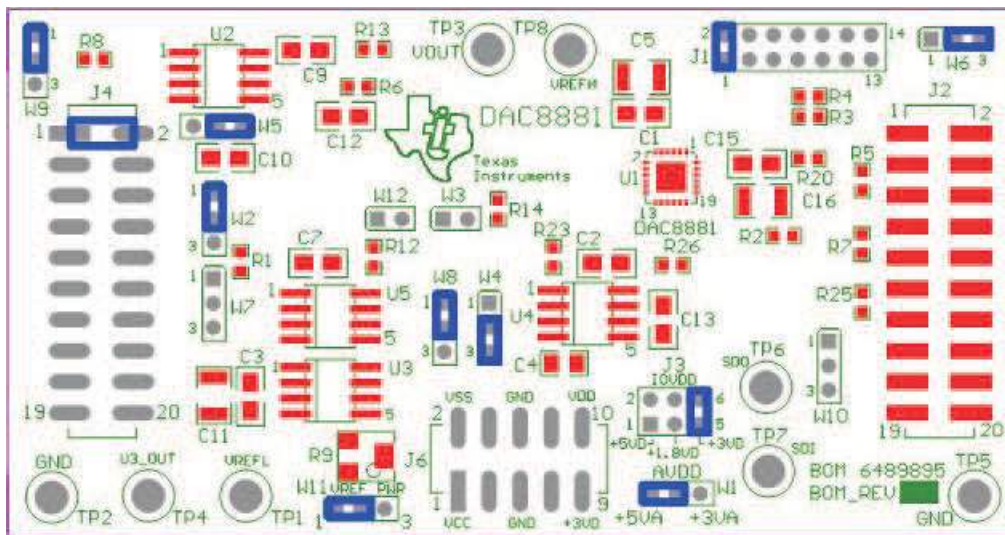 1
3
W9
R8
J4
1
2
19
20
U2
1
5
C9
R13
R6
C12
W5
C10
TP3
VOUT
TP8
VREFH
DAC8881
Texas
Instruments
C5
C1
J1
2
1
14
13
W6
1
3
J2
1
2
19
20
R4
R3
C15
R20
C16
R2
R5
R7
R25
U1
7
1
13
19
DAC8881
W2
1
3
W12
W3
R14
R12
R23
R1
W7
1
3
C7
U5
1
5
W8
1
3
W4
1
3
C2
R26
U4
1
5
C13
C4
U3
1
5
C3
C11
R9
J6
VSS
GND
VDD
2
10
1
9
VCC
GND
+3VD
J3
IOVDD
2
6
1
5
+5VD
+1.8VD
+3VD
TP6
SDO
W10
1
3
TP7
SDI
AVDD
W1
+5VA
+3VA
GND
TP2
U3_OUT
TP4
VREFL
TP1
W11
VREF PWR
1
3
BOM 6489895
BOM_REV
TP5
GND